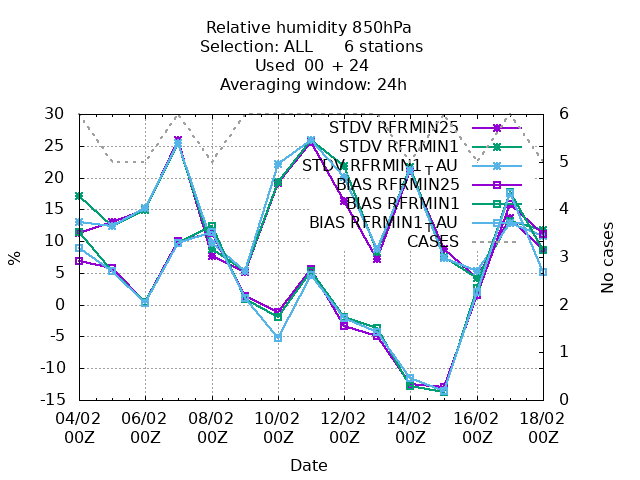 Relative humidity 850hPa
Selection: ALL 6 stations
Used 00 + 24
Averaging window: 24h
30
25
20
15
10
5
0
-5
-10
-15
%
STDV RFRMIN25
STDV RFRMIN1
STDV RFRMIN1_T_AU
BIAS RFRMIN25
BIAS RFRMIN1
BIAS RFRMIN1_T_AU
CASES
6
5
4
3
2
1
0
No cases
04/02 06/02 08/02 10/02 12/02 14/02 16/02 18/02
00Z 00Z 00Z 00Z 00Z 00Z 00Z 00Z
Date